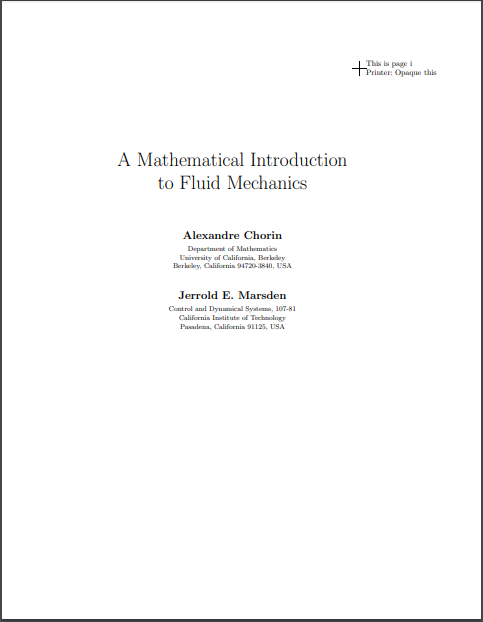 This is page i
Printer: Opaque this
A Mathematical Introduction
to Fluid Mechanics
Alexandre Chorin
Department of Mathematics
University of California, Berkeley
Berkeley, California 94720-3840, USA
Jerrold E. Marsden
Control and Dynamical Systems, 107-81
California Institute of Technology
Pasadena, California 91125, USA